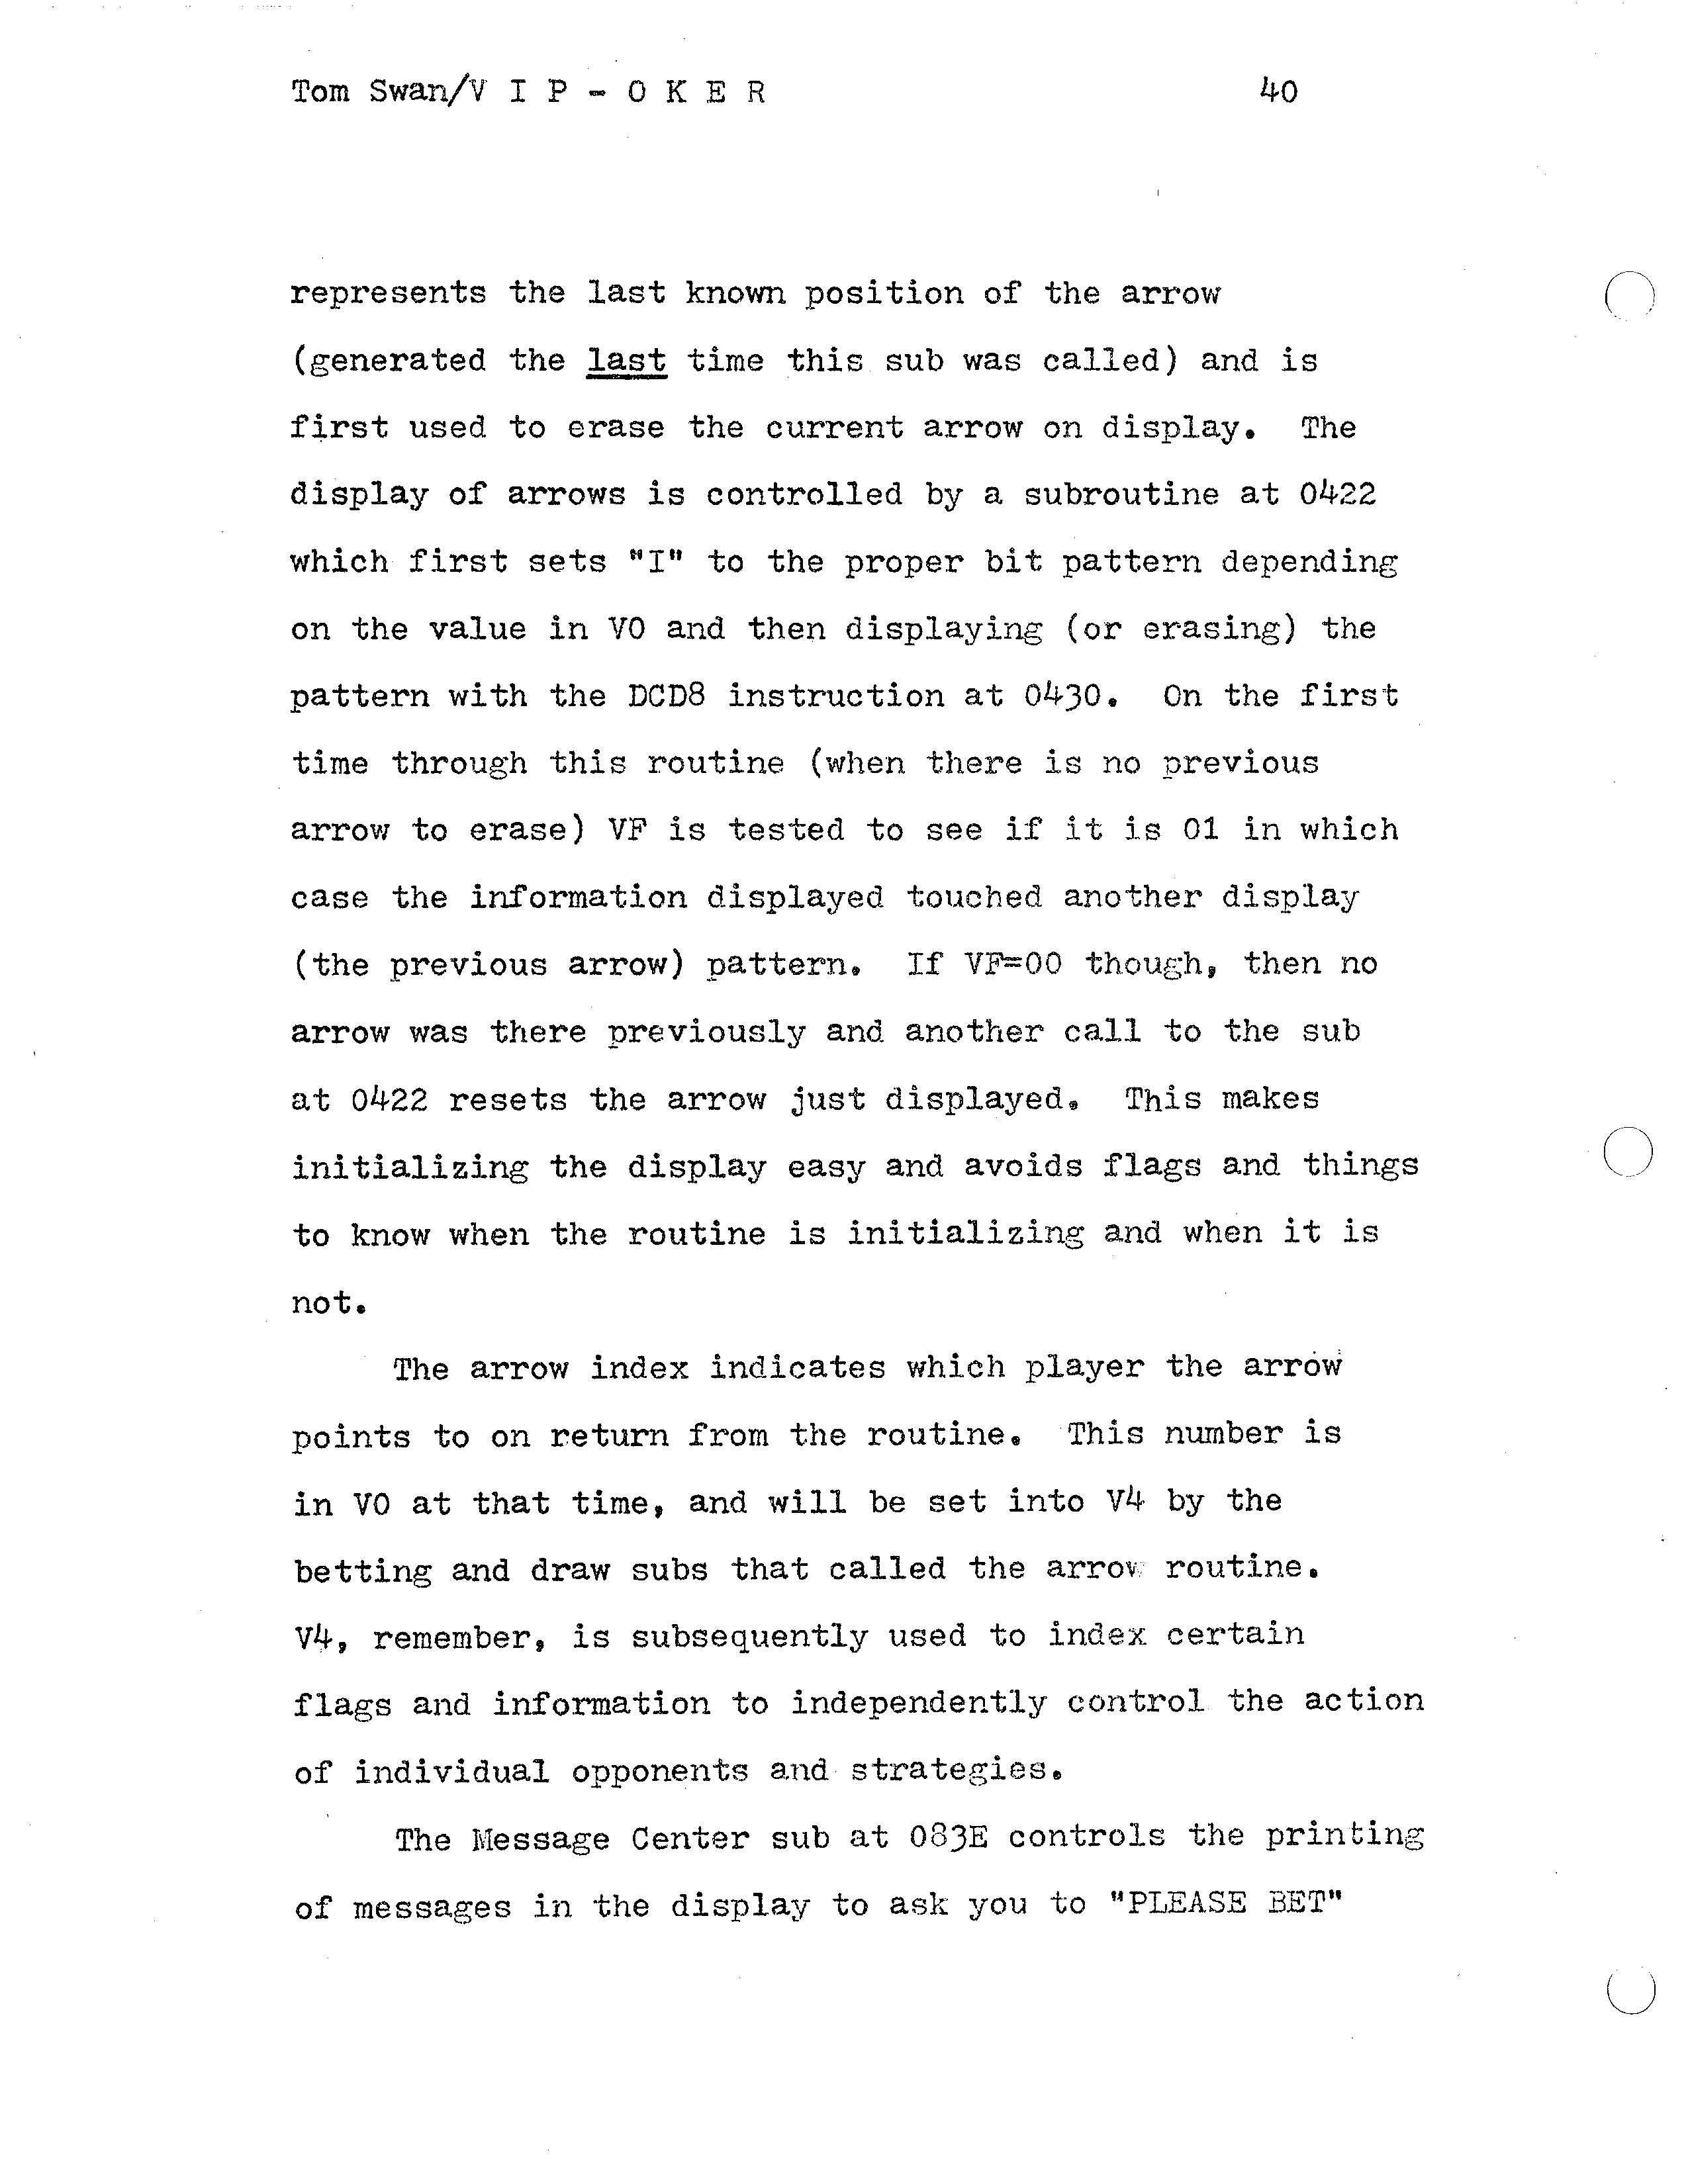 Tom Swan/V I P - O K E R 40
represents the last known position of the arrow
(generated the last time this sub was called) and is
first used to erase the current arrow on display. The
display of arrows is controlled by a subroutine at 0422
which first sets "I" to the proper bit pattern depending
on the value in V0 and then displaying (or erasing) the
pattern with the DCD8 instruction at 0430. On the first
time through this routine (when there is no previous
arrow to erase) VF is tested to see if it is 01 in which
case the information displayed touched another display
(the previous arrow) pattern. If VF=00 though, then no
arrow was there previously and another call to the sub
at 0422 resets the arrow just displayed. This makes
initializing the display easy and avoids flags and things
to know when the routine is initializing and when it is
not.
The arrow index indicates which player the arrow
points to on return from the routine. This number is
in V0 at that time, and will be set into V4 by the
betting and draw subs that called the arrow routine.
V4, remember, is subsequently used to index certain
flags and information to independently control the action
of individual opponents and strategies.
The Message Center sub at 083E controls the printing
of messages in the display to ask you to "PLEASE BET"